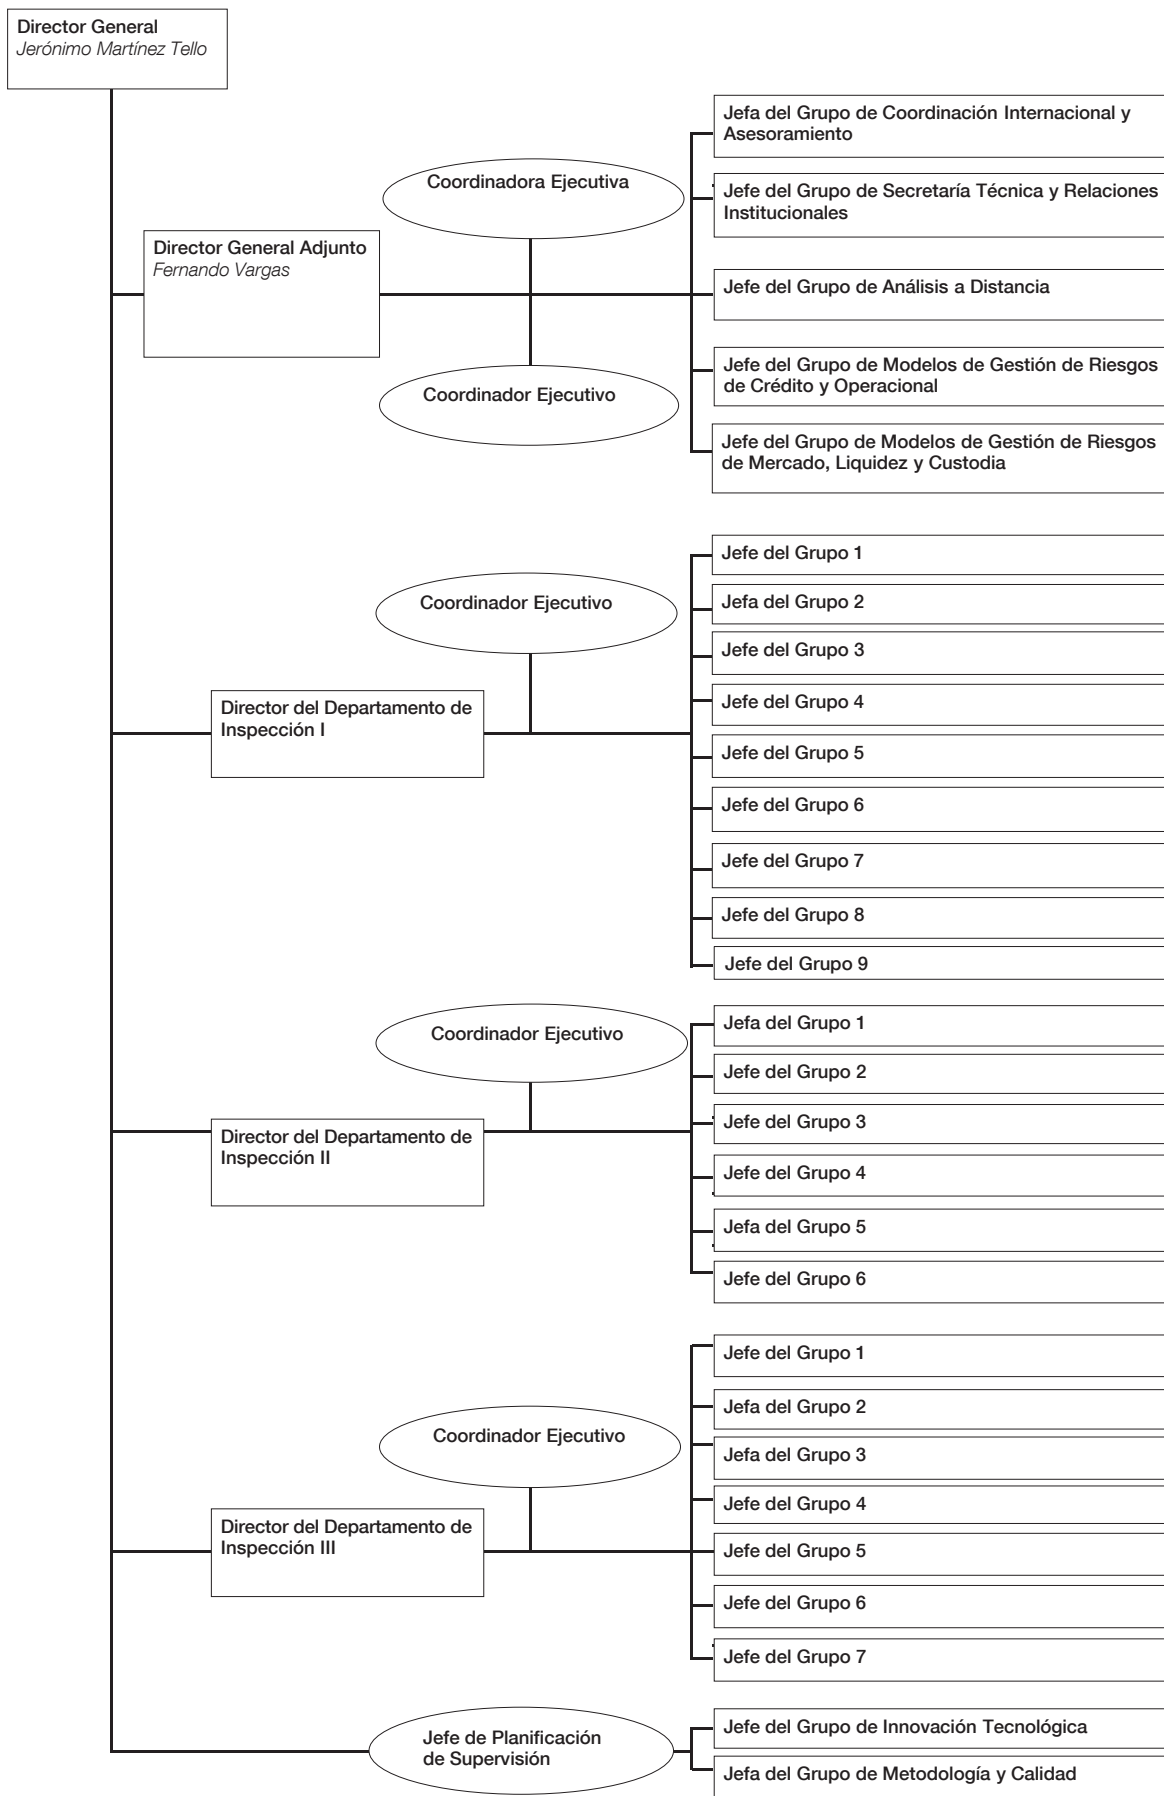 Director General
Jerónimo Martínez Tello
Jefa del Grupo de Coordinación Internacional y
Asesoramiento
Coordinadora Ejecutiva
Jefe del Grupo de Secretaría Técnica y Relaciones
Institucionales
Director General Adjunto
Fernando Vargas
Jefe del Grupo de Análisis a Distancia
Jefe del Grupo de Modelos de Gestión de Riesgos
de Crédito y Operacional
Coordinador Ejecutivo
Jefe del Grupo de Modelos de Gestión de Riesgos
de Mercado, Liquidez y Custodia
Jefe del Grupo 1
Coordinador Ejecutivo
Jefa del Grupo 2
Jefe del Grupo 3
Director del Departamento de
Inspección I
Jefe del Grupo 4
Jefe del Grupo 5
Jefe del Grupo 6
Jefe del Grupo 7
Jefe del Grupo 8
Jefe del Grupo 9
Jefa del Grupo 1
Coordinador Ejecutivo
Jefe del Grupo 2
Jefe del Grupo 3
Director del Departamento de
Inspección II
Jefe del Grupo 4
Jefa del Grupo 5
Jefe del Grupo 6
Jefe del Grupo 1
Jefa del Grupo 2
Coordinador Ejecutivo
Jefa del Grupo 3
Jefe del Grupo 4
Director del Departamento de
Inspección III
Jefe del Grupo 5
Jefe del Grupo 6
Jefe del Grupo 7
Jefe de Planificación
de Supervisión
Jefe del Grupo de Innovación Tecnológica
Jefa del Grupo de Metodología y Calidad